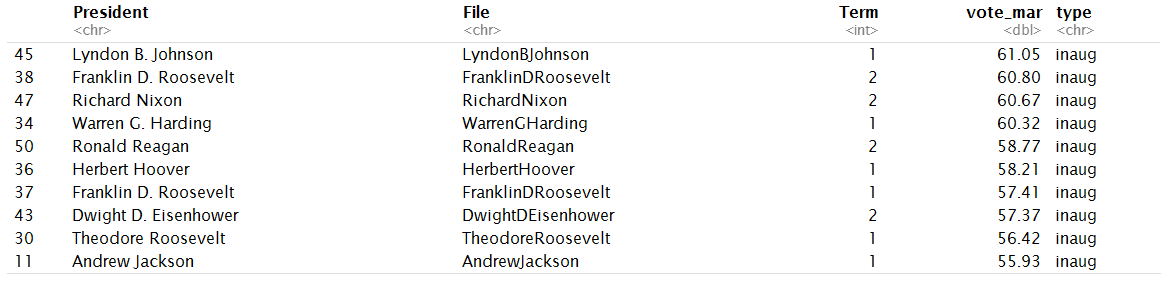 President File Term vote_mar type
<chr> <chr> <int> <dbl> <chr>
45 Lyndon B. Johnson LyndonBJohnson 1 61.05 inaug
38 Franklin D. Roosevelt FranklinDRoosevelt 2 60.80 inaug
47 Richard Nixon RichardNixon 2 60.67 inaug
34 Warren G. Harding WarrenGHarding 1 60.32 inaug
50 Ronald Reagan RonaldReagan 2 58.77 inaug
36 Herbert Hoover HerbertHoover 1 58.21 inaug
37 Franklin D. Roosevelt FranklinDRoosevelt 1 57.41 inaug
43 Dwight D. Eisenhower DwightDEisenhower 2 57.37 inaug
30 Theodore Roosevelt TheodoreRoosevelt 1 56.42 inaug
11 Andrew Jackson AndrewJackson 1 55.93 inaug